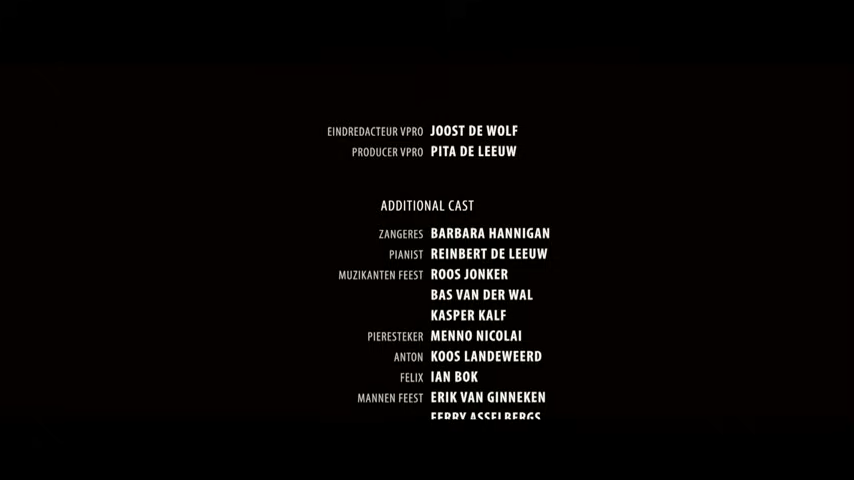 EINDREDACTEUR VPRO JOOST DE WOLF
PRODUCER VPRO PITA DE LEEUW
ADDITIONAL CAST
ZANGERES BARBARA HANNIGAN
PIANIST REINBERT DE LEEUW
MUZIKANTEN FEEST ROOS JONKER
BAS VAN DER WAL
KASPER KALF
PIERESTEKER MENNO NICOLAI
ANTON KOOS LANDEWEERD
FELIX IAN BOK
MANNEN FEEST ERIK VAN GINNEKEN
FERRY ASSELBERGS